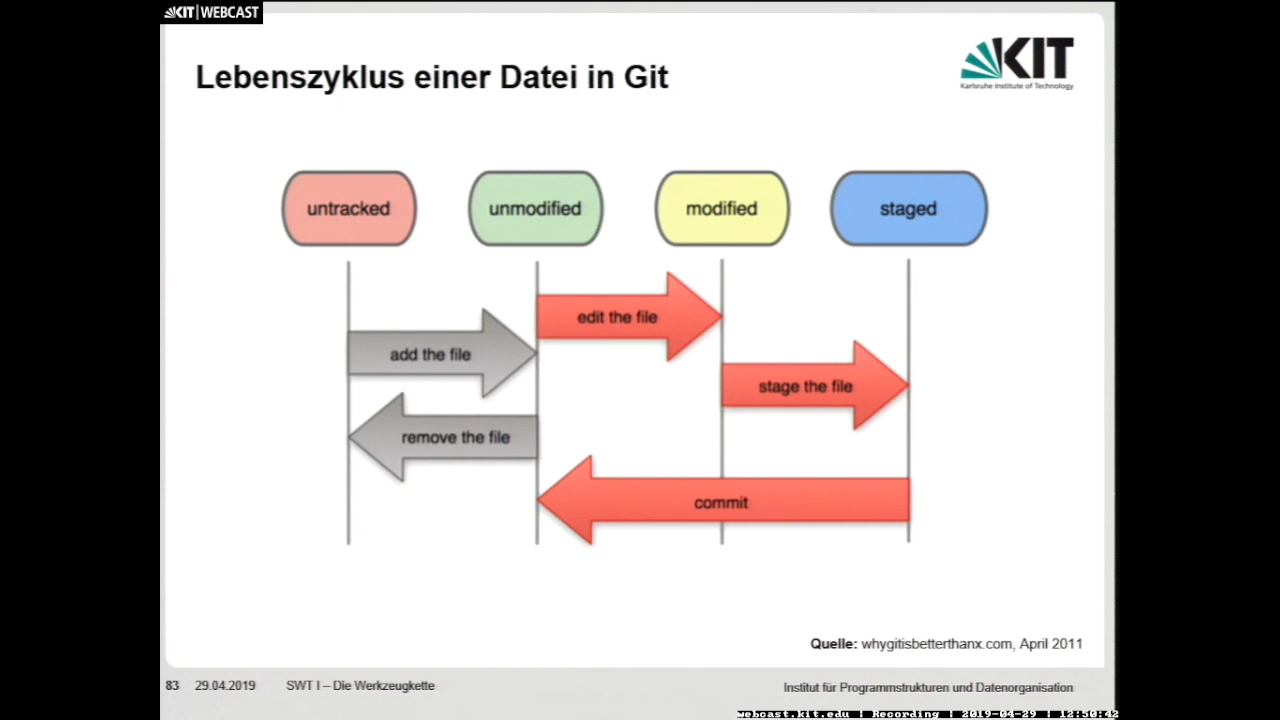 KIT | WEBCAST
Lebenszyklus einer Datei in Git
KIT
Karlsruhe Institute of Technology
untracked
unmodified
modified
staged
edit the file
add the file
stage the file
remove the file
commit
Quelle: whygitisbetterthanx.com, April 2011
83 29.04.2019 SWT I – Die Werkzeugkette
Institut für Programmstrukturen und Datenorganisation
webcast.kit.edu | Recording | 2019-04-29 | 12:50:42